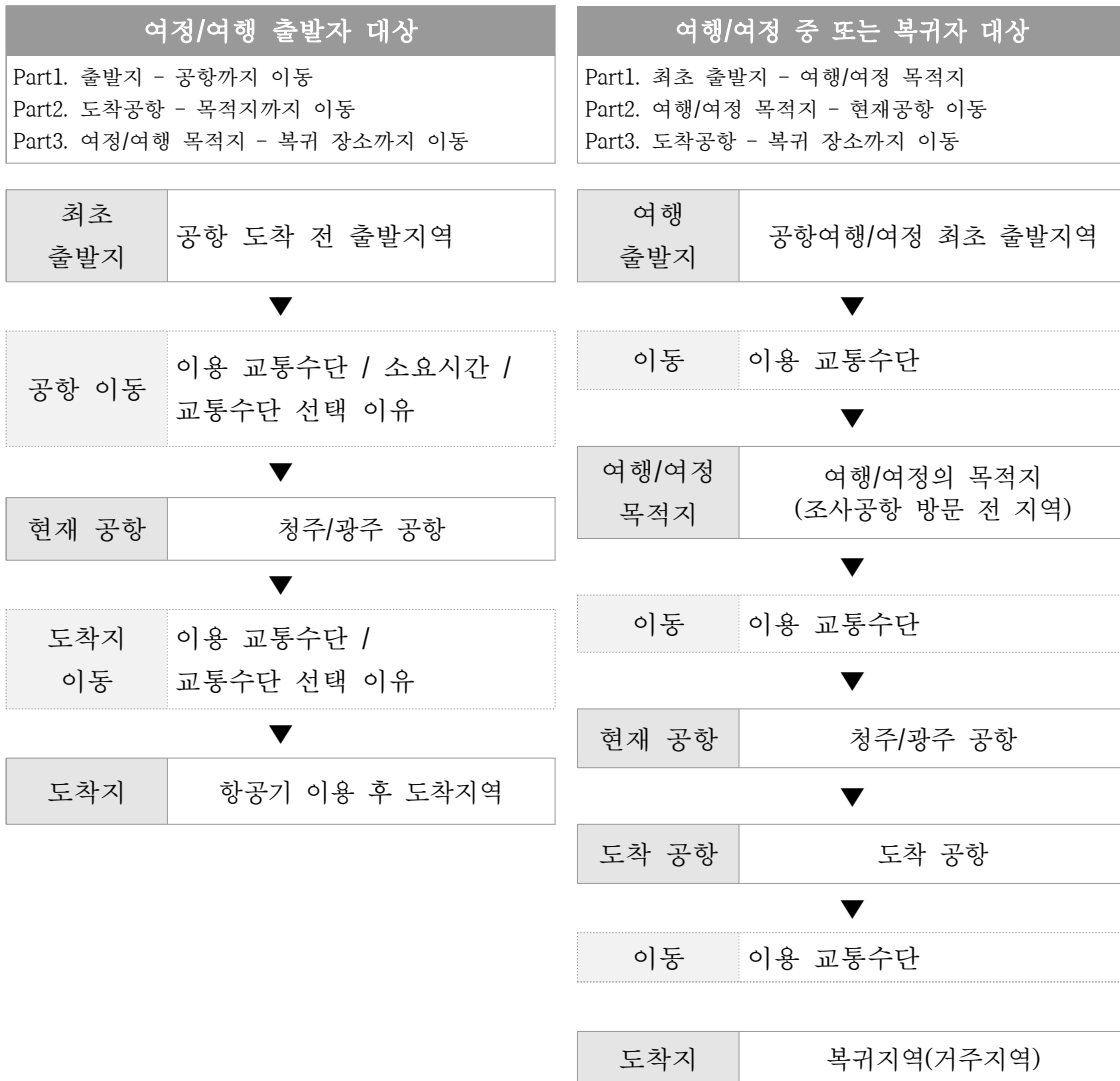 여정/여행 출발자 대상
Part1. 출발지 - 공항까지 이동
Part2. 도착공항 - 목적지까지 이동
Part3. 여정/여행 목적지 - 복귀 장소까지 이동
최초
출발지
공항 도착 전 출발지역
▼
공항 이동
이용 교통수단 / 소요시간 /
교통수단 선택 이유
▼
현재 공항
청주/광주 공항
▼
도착지
이동
이용 교통수단 /
교통수단 선택 이유
▼
도착지
항공기 이용 후 도착지역
여행/여정 중 또는 복귀자 대상
Part1. 최초 출발지 - 여행/여정 목적지
Part2. 여행/여정 목적지 - 현재공항 이동
Part3. 도착공항 - 복귀 장소까지 이동
여행
출발지
공항여행/여정 최초 출발지역
▼
이동
이용 교통수단
▼
여행/여정
목적지
여행/여정의 목적지
(조사공항 방문 전 지역)
▼
이동
이용 교통수단
▼
현재 공항
청주/광주 공항
▼
도착 공항
도착 공항
▼
이동
이용 교통수단
도착지
복귀지역(거주지역)